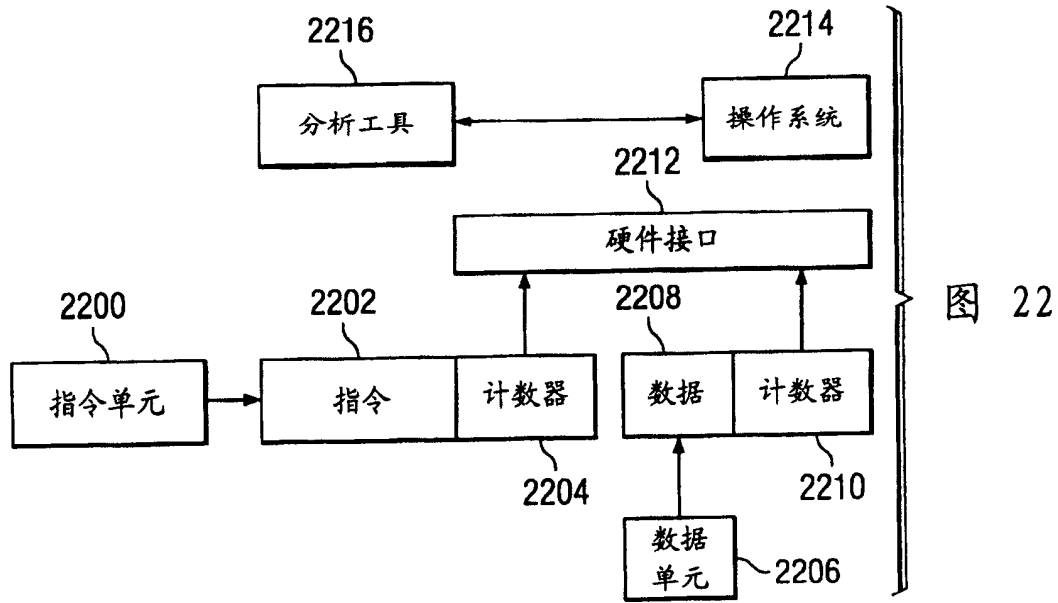 2216
2214
分析工具
操作系统
2212
硬件接口
2200
2202
2208
图 22
指令单元
指令
计数器
数据
计数器
2204
2210
数据
单元
2206